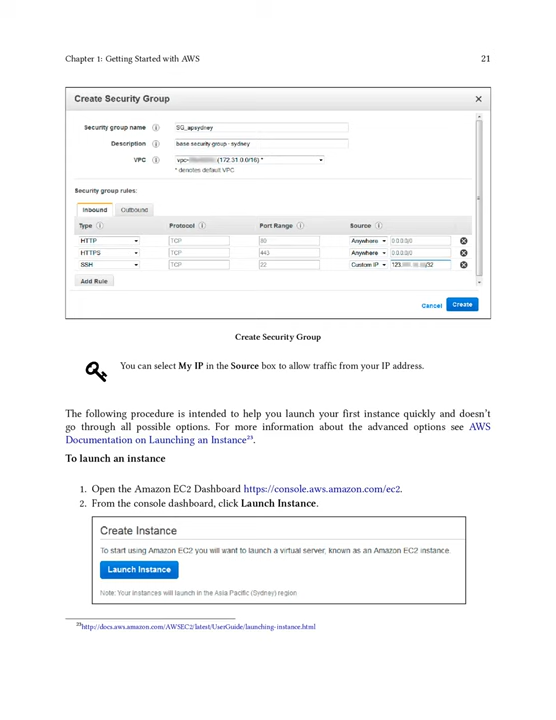 Chapter 1: Getting Started with AWS 21
Create Security Group ×
Security group name SG_apsydney
Description base security group - sydney
VPC vpc- (172.31.0.0/16) *
* denotes default VPC
Security group rules:
Inbound Outbound
Type Protocol Port Range Source
HTTP TCP 80 Anywhere 0.0.0.0/0
HTTPS TCP 443 Anywhere 0.0.0.0/0
SSH TCP 22 Custom IP 123. /32
Add Rule
Cancel Create
Create Security Group
You can select My IP in the Source box to allow traffic from your IP address.
The following procedure is intended to help you launch your first instance quickly and doesn't
go through all possible options. For more information about the advanced options see AWS
Documentation on Launching an Instance²³.
To launch an instance
1. Open the Amazon EC2 Dashboard https://console.aws.amazon.com/ec2.
2. From the console dashboard, click Launch Instance.
Create Instance
To start using Amazon EC2 you will want to launch a virtual server, known as an Amazon EC2 instance.
Launch Instance
Note: Your instances will launch in the Asia Pacific (Sydney) region
²³http://docs.aws.amazon.com/AWSEC2/latest/UserGuide/launching-instance.html